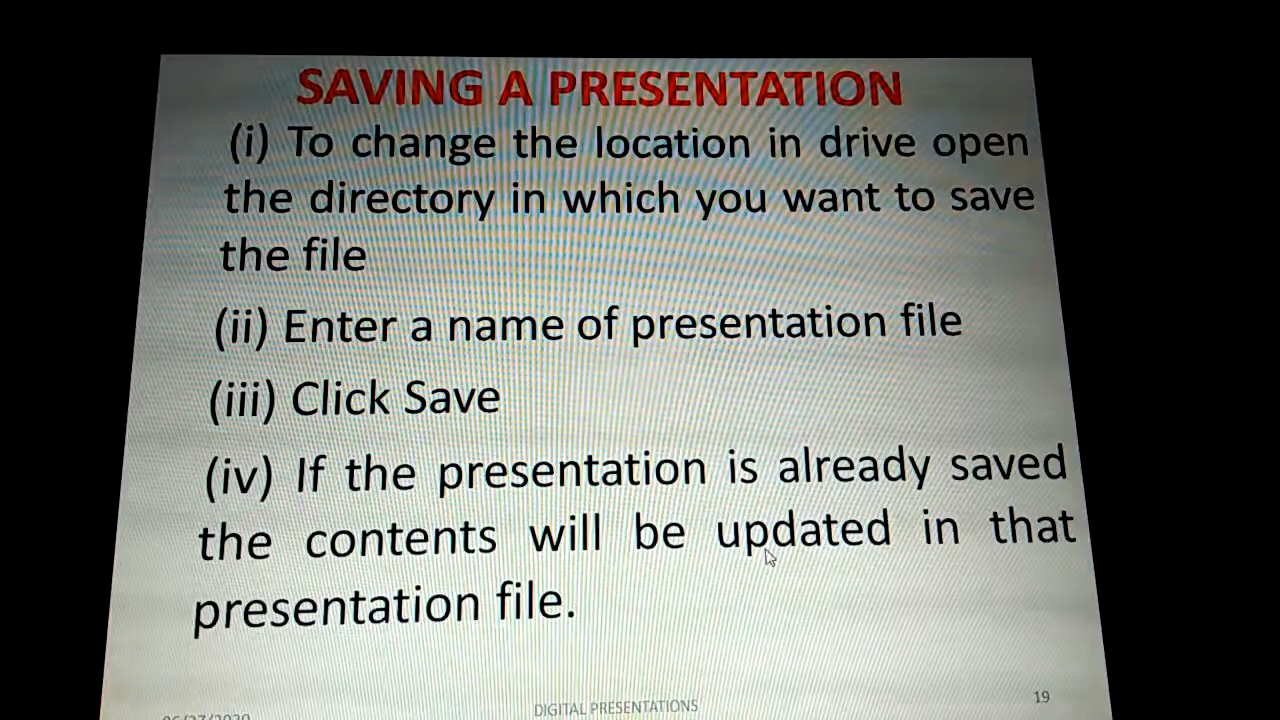 SAVING A PRESENTATION
(i) To change the location in drive open
the directory in which you want to save
the file
(ii) Enter a name of presentation file
(iii) Click Save
(iv) If the presentation is already saved
the contents will be updated in that
presentation file.
DIGITAL PRESENTATIONS
19